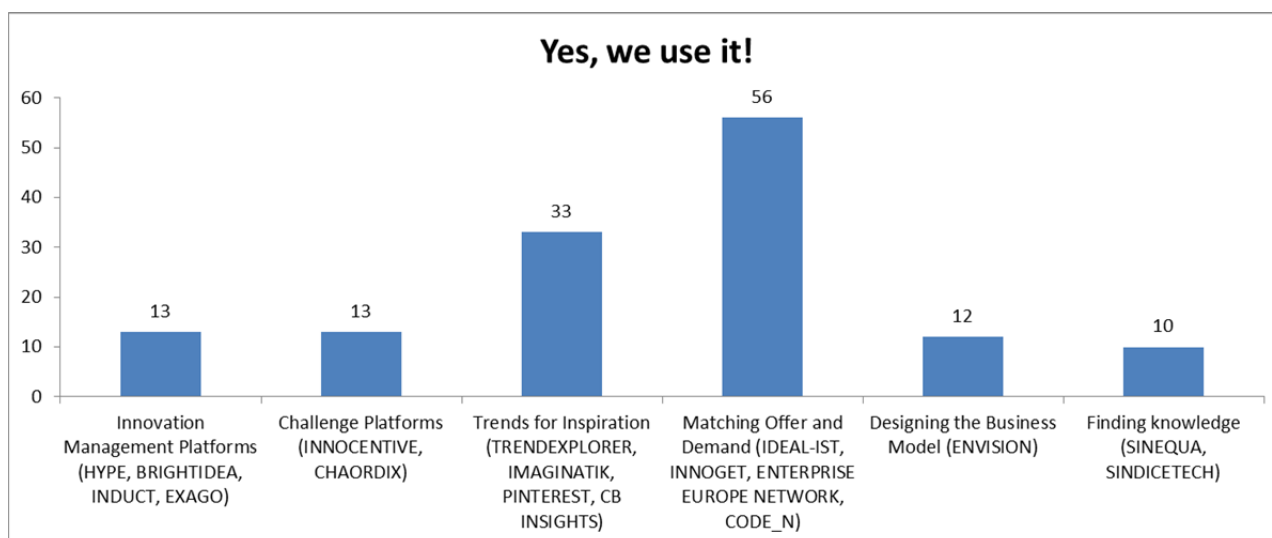 Yes, we use it!
60
50
40
30
20
10
0
13
13
33
56
12
10
Innovation
Management Platforms
(HYPE, BRIGHTIDEA,
INDUCT, EXAGO)
Challenge Platforms
(INNOCENTIVE,
CHAORDIX)
Trends for Inspiration
(TRENDEXPLORER,
IMAGINATIK,
PINTEREST, CB
INSIGHTS)
Matching Offer and
Demand (IDEAL-IST,
INNOGET, ENTERPRISE
EUROPE NETWORK,
CODE_N)
Designing the Business
Model (ENVISION)
Finding knowledge
(SINEQUA,
SINDICETECH)